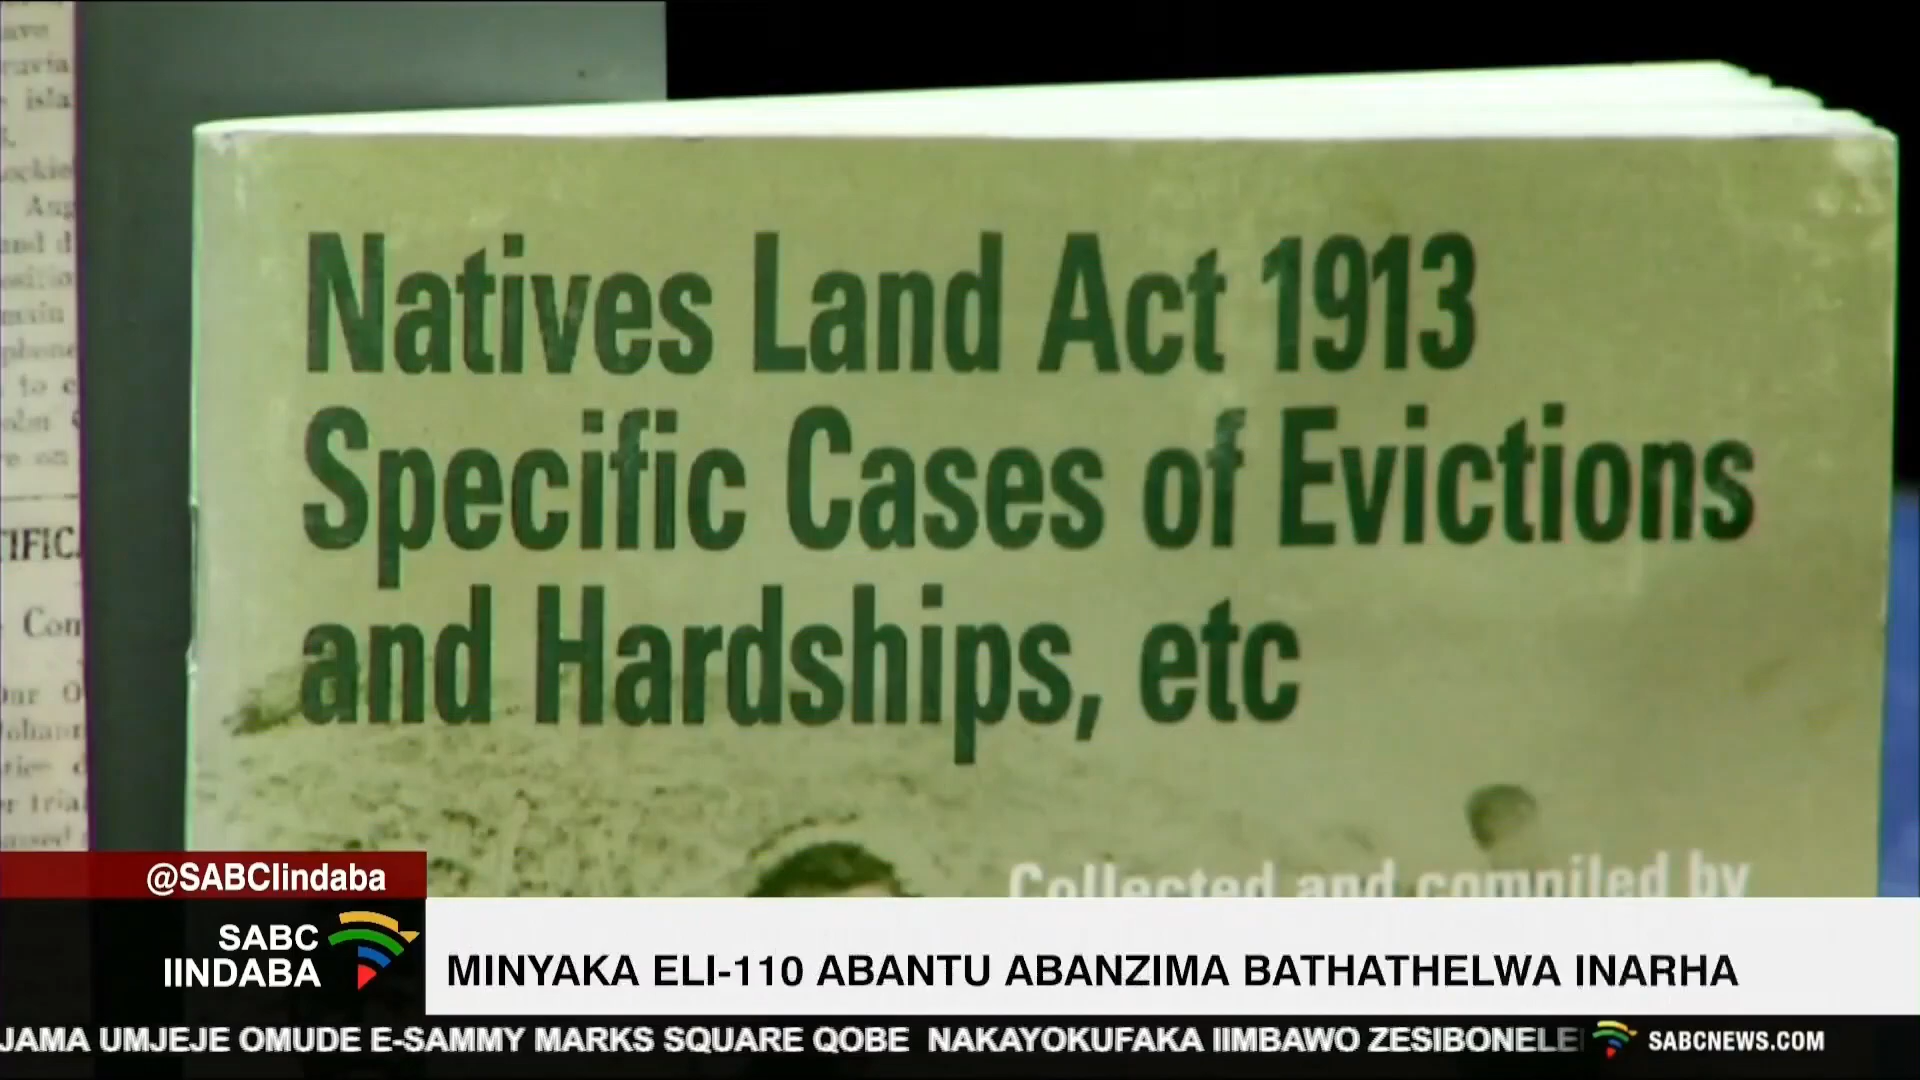 Natives Land Act 1913
Specific Cases of Evictions
and Hardships, etc
Collected and compiled by
@SABCIindaba
SABC
IINDABA
MINYAKA ELI-110 ABANTU ABANZIMA BATHATHELWA INARHA
JAMA UMJEJE OMUDE E-SAMMY MARKS SQUARE QOBE NAKAYOKUFAKA IIMBAWO ZESIBONELE
SABCNEWS.COM